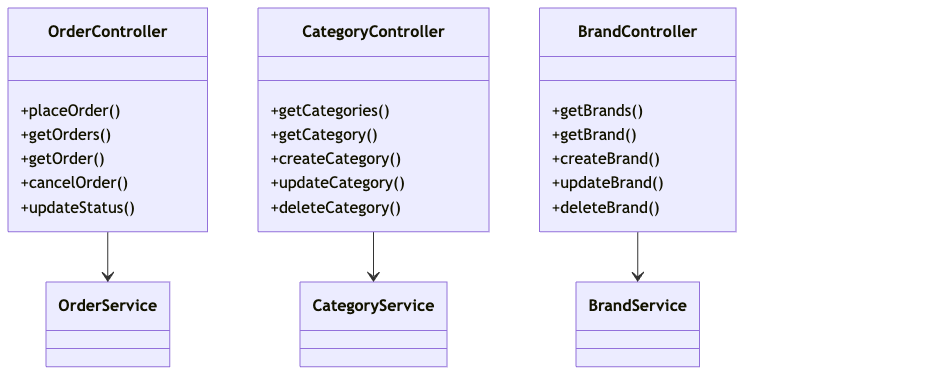 OrderController
+placeOrder()
+getOrders()
+getOrder()
+cancelOrder()
+updateStatus()
OrderService
CategoryController
+getCategories()
+getCategory()
+createCategory()
+updateCategory()
+deleteCategory()
CategoryService
BrandController
+getBrands()
+getBrand()
+createBrand()
+updateBrand()
+deleteBrand()
BrandService